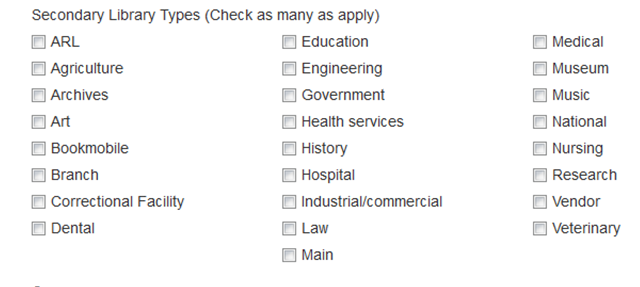 Secondary Library Types (Check as many as apply)
ARL
Agriculture
Archives
Art
Bookmobile
Branch
Correctional Facility
Dental
Education
Engineering
Government
Health services
History
Hospital
Industrial/commercial
Law
Main
Medical
Museum
Music
National
Nursing
Research
Vendor
Veterinary